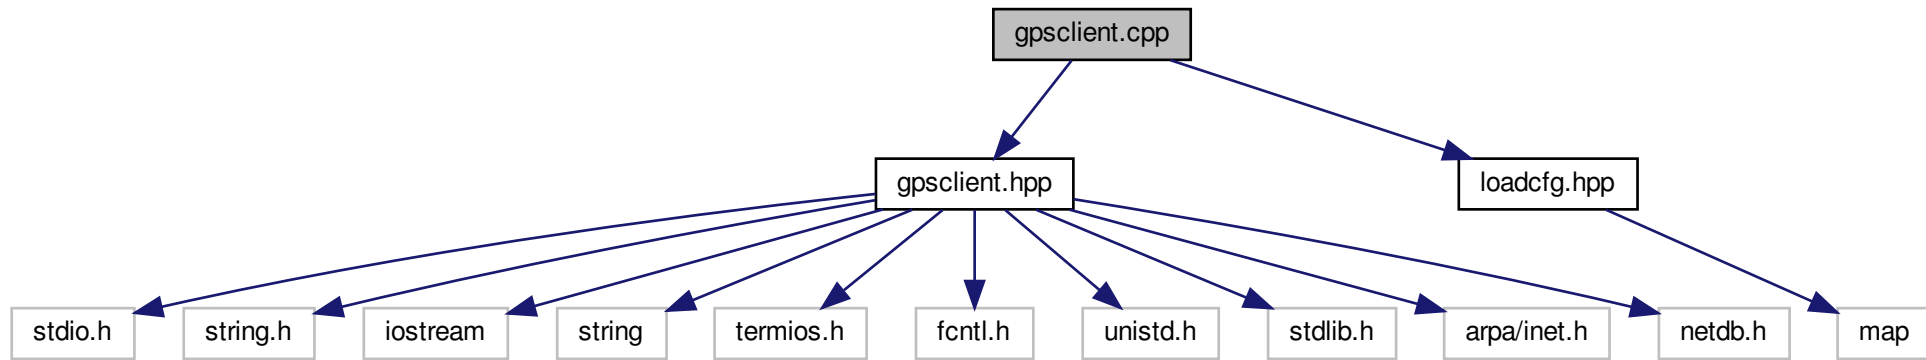 gpsclient.cpp
gpsclient.hpp
loadcfg.hpp
stdio.h
string.h
iostream
string
termios.h
fcntl.h
unistd.h
stdlib.h
arpa/inet.h
netdb.h
map